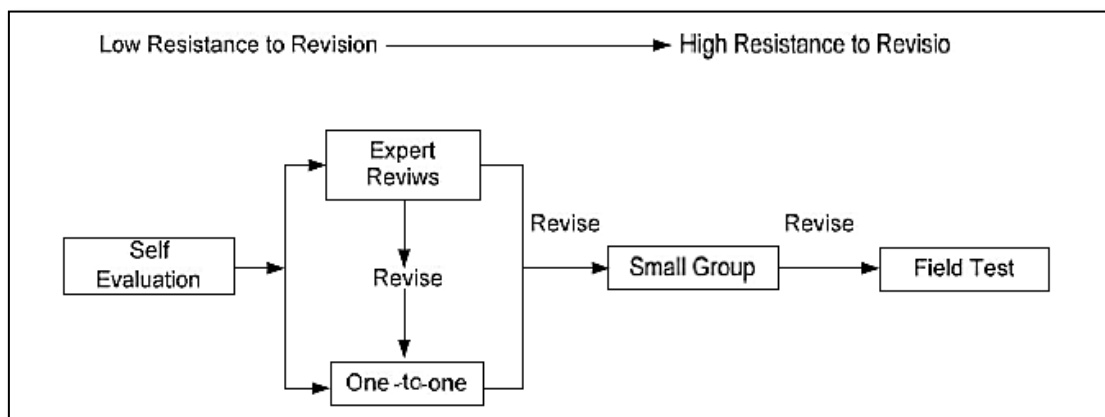 Low Resistance to Revision
High Resistance to Revisio
Expert
Reviws
Revise
Revise
Self
Evaluation
Revise
Small Group
Field Test
One-to-one